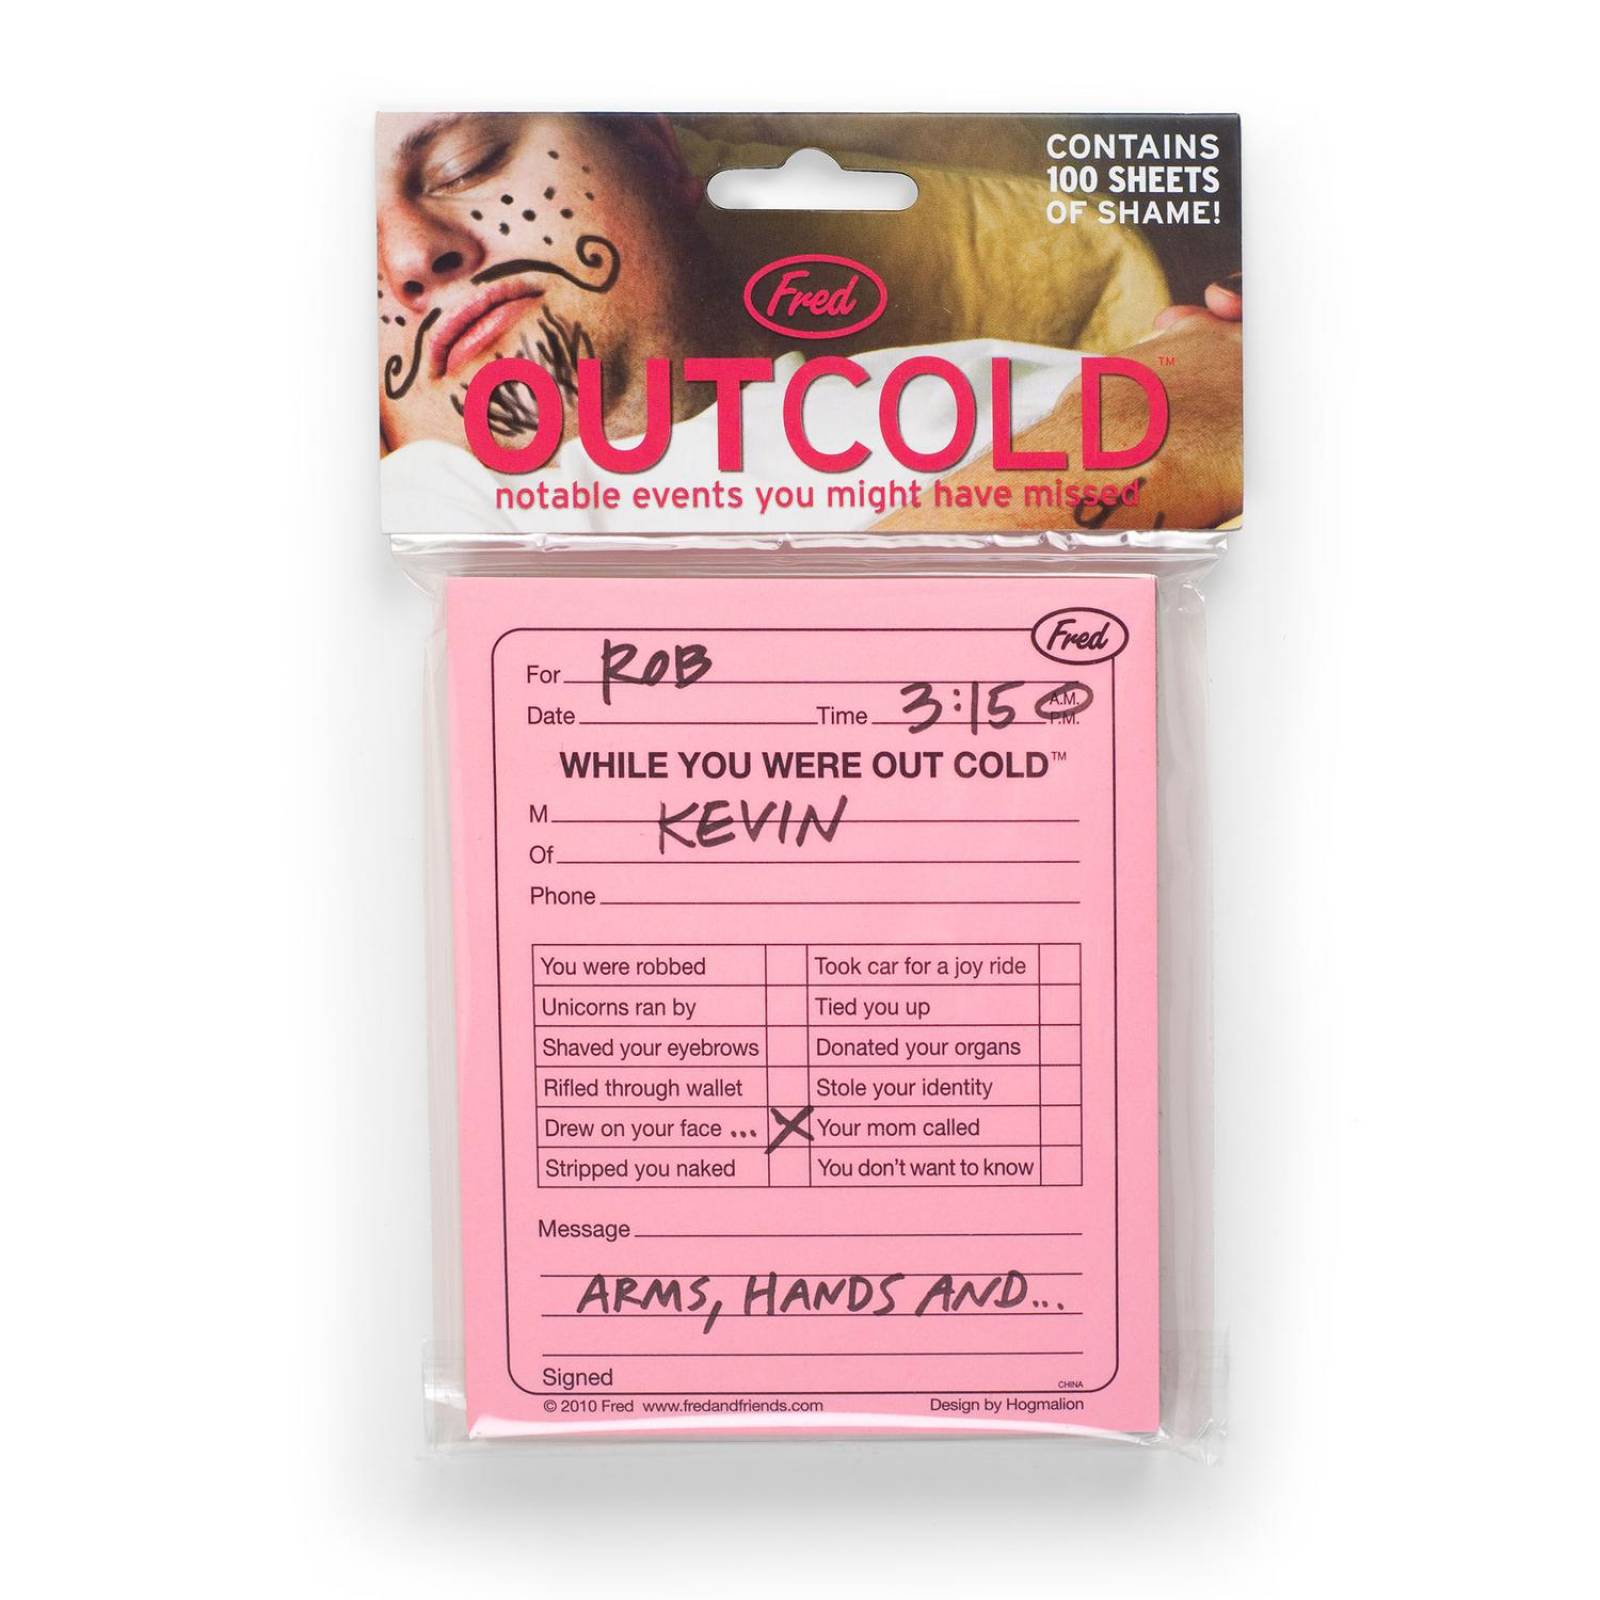 CONTAINS
100 SHEETS
OF SHAME!
Fred
OUTCOLD™
notable events you might have missed
Fred
For ROB
Date Time 3:15 A.M.
P.M.
WHILE YOU WERE OUT COLD™
M KEVIN
Of
Phone
You were robbed Took car for a joy ride
Unicorns ran by Tied you up
Shaved your eyebrows Donated your organs
Rifled through wallet Stole your identity
Drew on your face ... X Your mom called
Stripped you naked You don't want to know
Message
ARMS, HANDS AND...
Signed CHINA
© 2010 Fred www.fredandfriends.com Design by Hogmalion